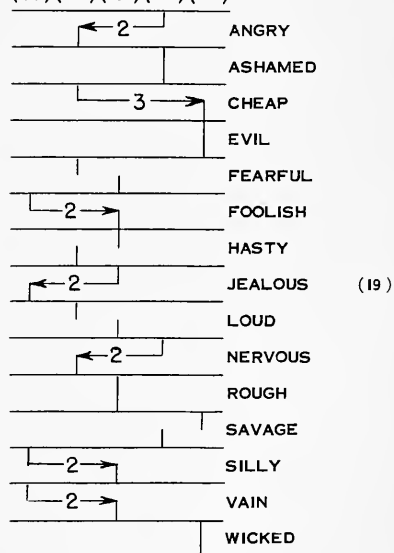 2 ANGRY
ASHAMED
3 CHEAP
EVIL
FEARFUL
2 FOOLISH
HASTY
2 JEALOUS (19)
LOUD
2 NERVOUS
ROUGH
SAVAGE
2 SILLY
2 VAIN
WICKED